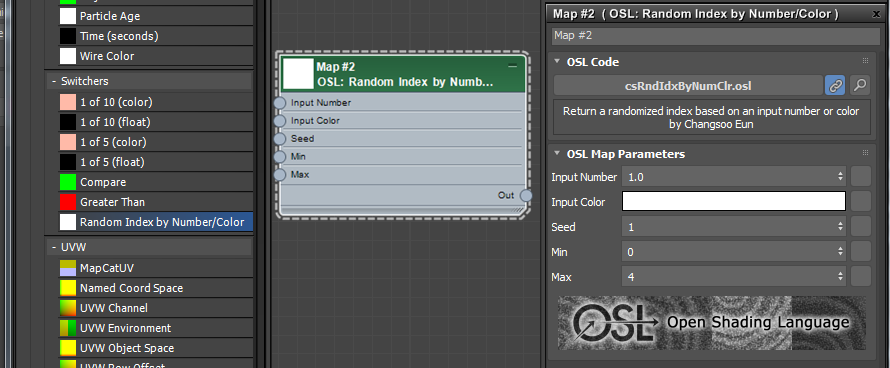 Particle Age
Time (seconds)
Wire Color
- Switchers
1 of 10 (color)
1 of 10 (float)
1 of 5 (color)
1 of 5 (float)
Compare
Greater Than
Random Index by Number/Color
- UVW
MapCatUV
Named Coord Space
UVW Channel
UVW Environment
UVW Object Space
UVW Row Offset
Map #2
OSL: Random Index by Numb...
Input Number
Input Color
Seed
Min
Max
Out
Map #2 ( OSL: Random Index by Number/Color ) x
Map #2
OSL Code
csRndIdxByNumClr.osl
Return a randomized index based on an input number or color
by Changsoo Eun
OSL Map Parameters
Input Number 1.0
Input Color
Seed 1
Min 0
Max 4
OSL Open Shading Language